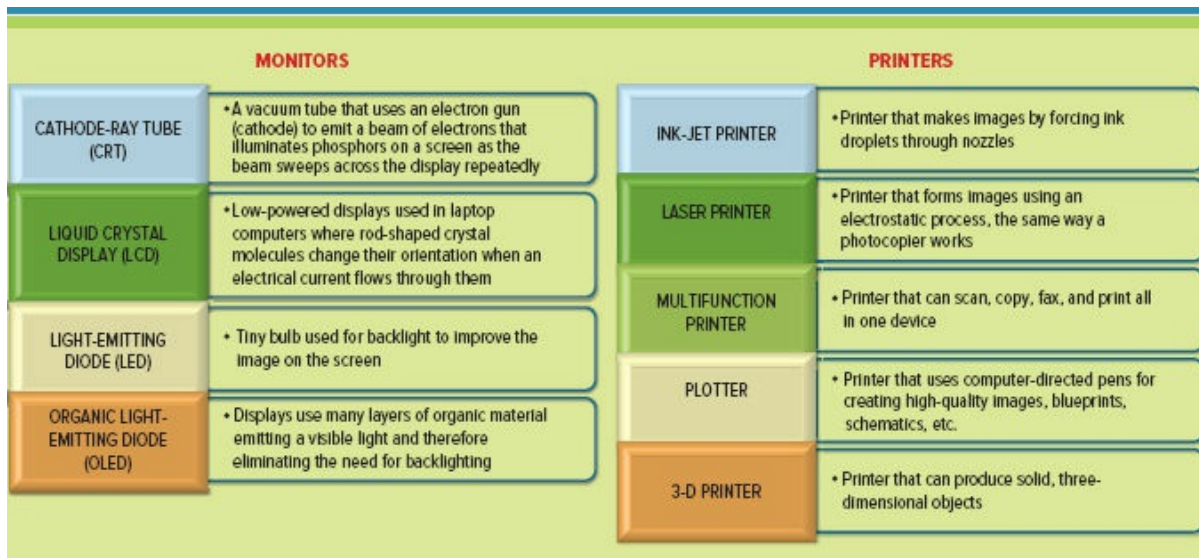 MONITORS
CATHODE-RAY TUBE
(CRT)
• A vacuum tube that uses an electron gun
(cathode) to emit a beam of electrons that
illuminates phosphors on a screen as the
beam sweeps across the display repeatedly
LIQUID CRYSTAL
DISPLAY (LCD)
• Low-powered displays used in laptop
computers where rod-shaped crystal
molecules change their orientation when an
electrical current flows through them
LIGHT-EMITTING
DIODE (LED)
• Tiny bulb used for backlight to improve the
image on the screen
ORGANIC LIGHT-
EMITTING DIODE
(OLED)
• Displays use many layers of organic material
emitting a visible light and therefore
eliminating the need for backlighting
PRINTERS
INK-JET PRINTER
• Printer that makes images by forcing ink
droplets through nozzles
LASER PRINTER
• Printer that forms images using an
electrostatic process, the same way a
photocopier works
MULTIFUNCTION
PRINTER
• Printer that can scan, copy, fax, and print all
in one device
PLOTTER
• Printer that uses computer-directed pens for
creating high-quality images, blueprints,
schematics, etc.
3-D PRINTER
• Printer that can produce solid, three-
dimensional objects